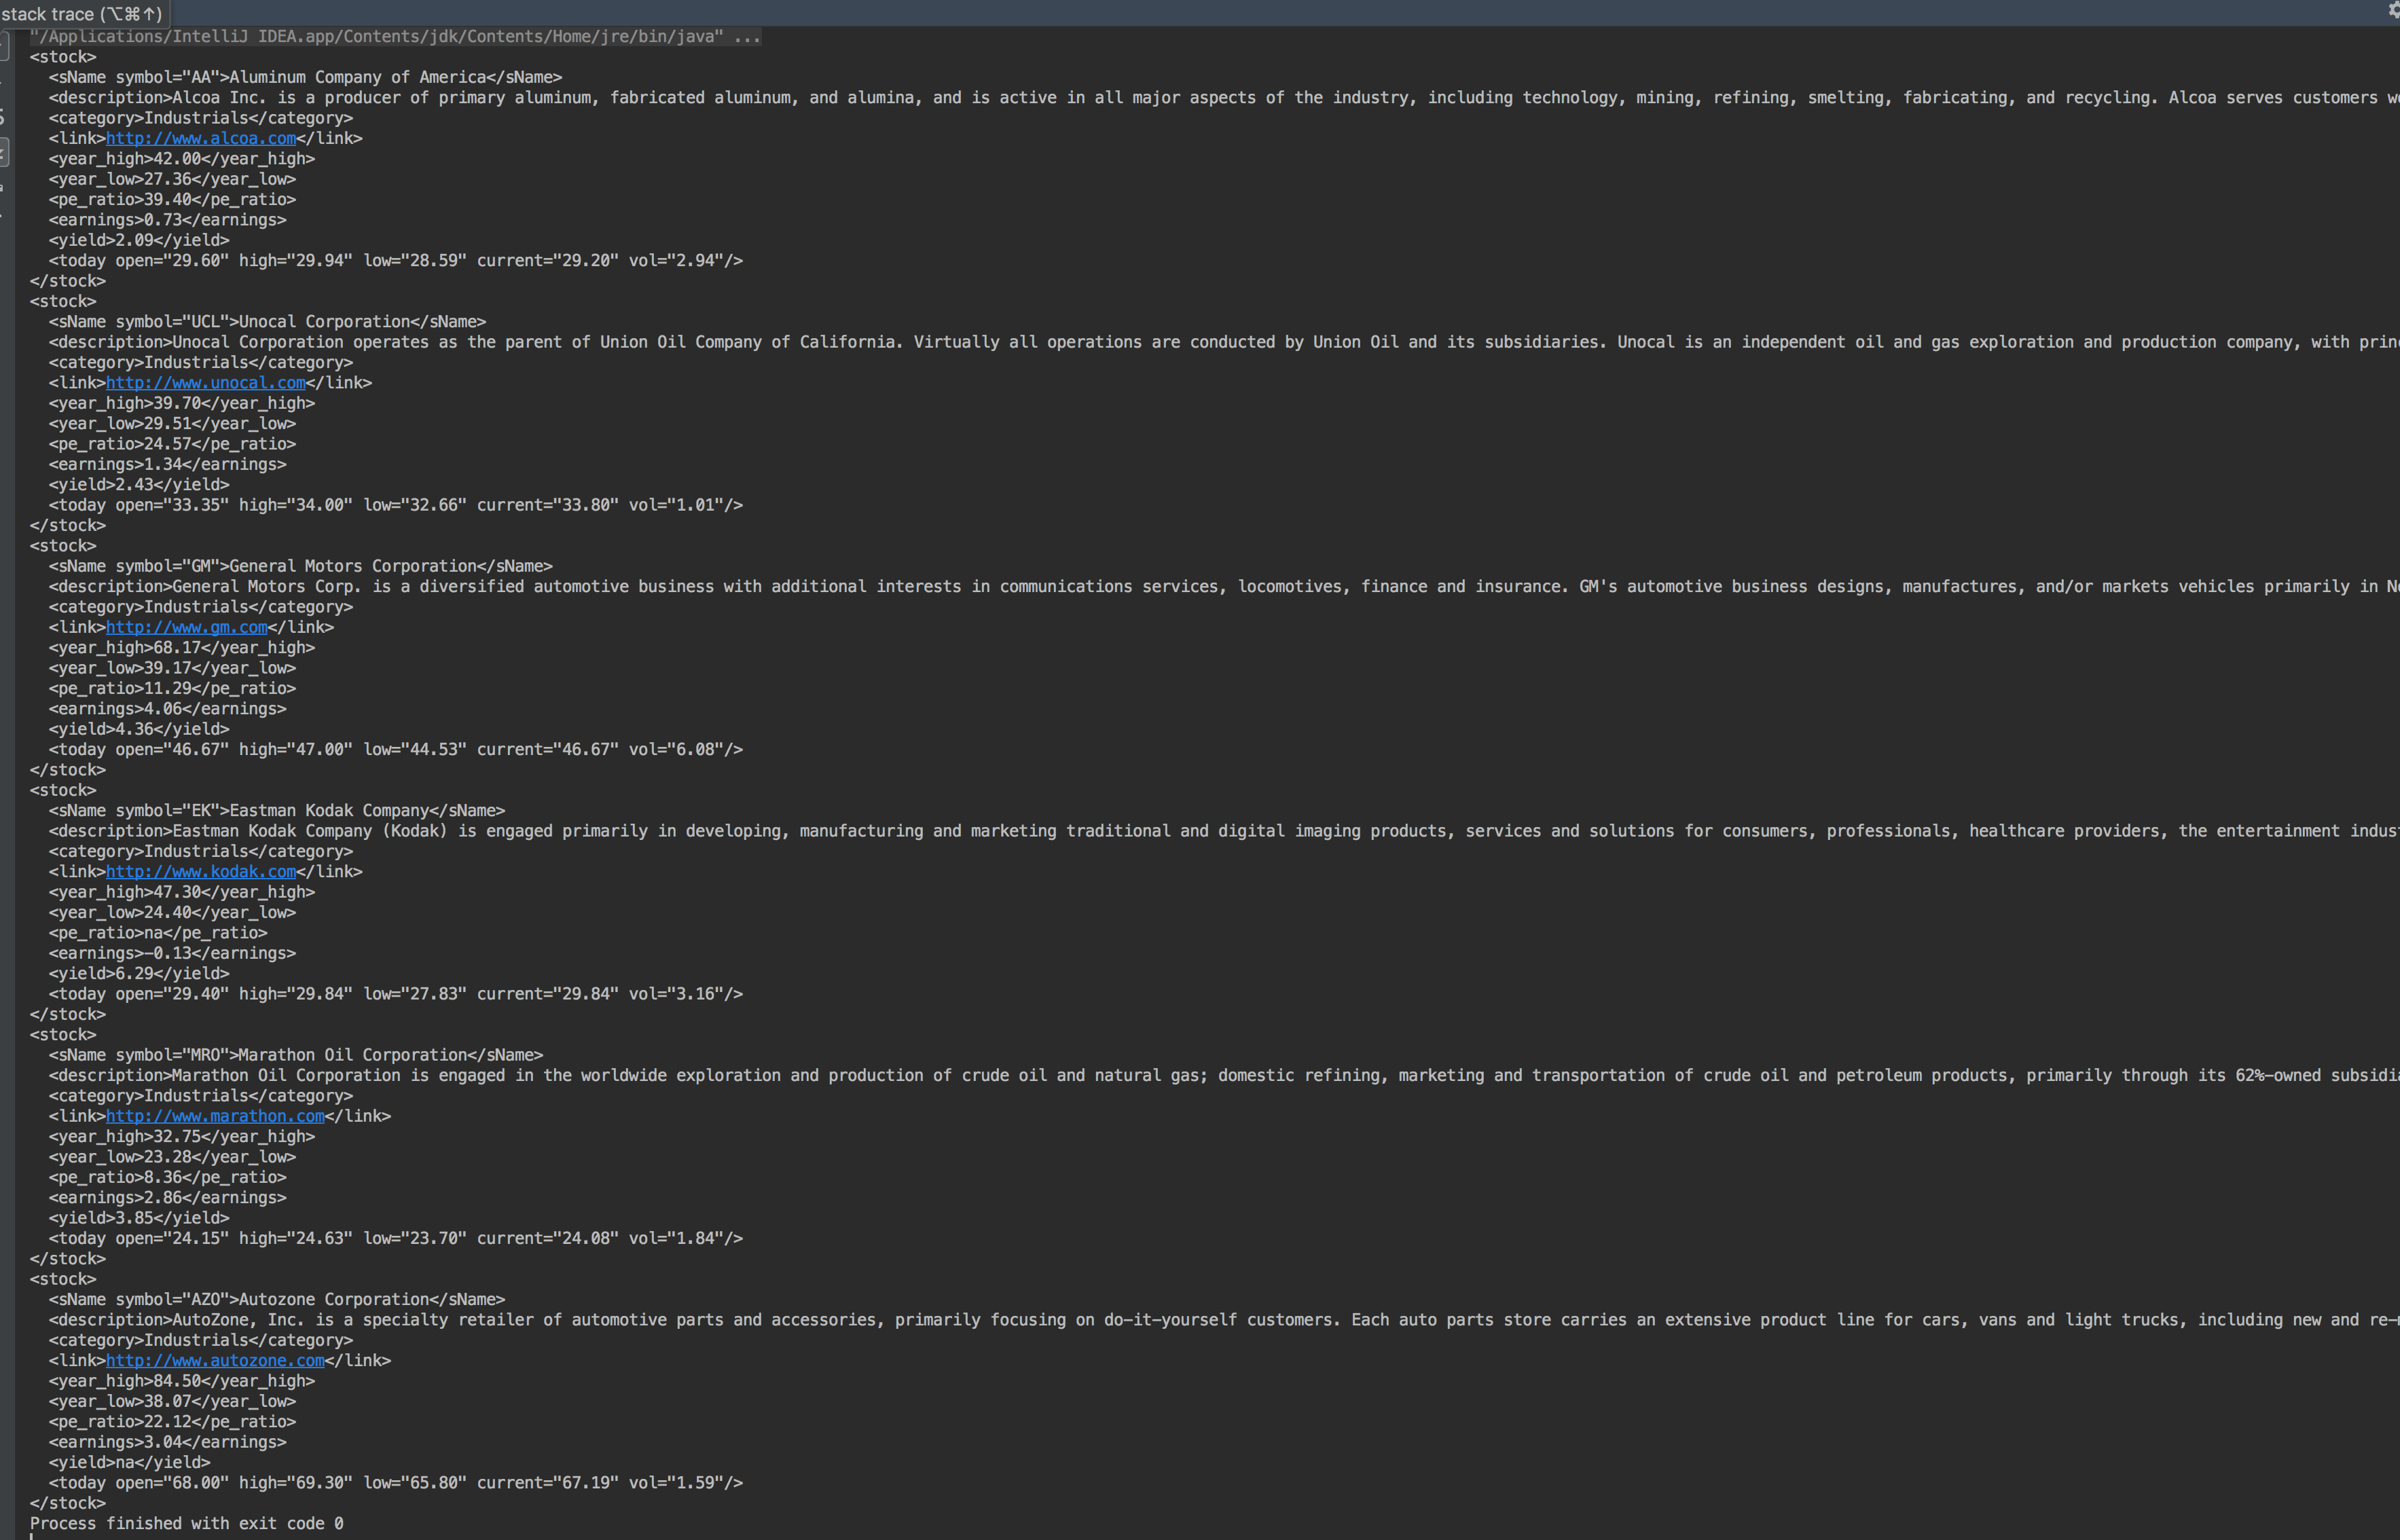 stack trace (⌥⌘↑)
"/Applications/IntelliJ IDEA.app/Contents/jdk/Contents/Home/jre/bin/java" ...
<stock>
  <sName symbol="AA">Aluminum Company of America</sName>
  <description>Alcoa Inc. is a producer of primary aluminum, fabricated aluminum, and alumina, and is active in all major aspects of the industry, including technology, mining, refining, smelting, fabricating, and recycling. Alcoa serves customers
  <category>Industrials</category>
  <link>http://www.alcoa.com</link>
  <year_high>42.00</year_high>
  <year_low>27.36</year_low>
  <pe_ratio>39.40</pe_ratio>
  <earnings>0.73</earnings>
  <yield>2.09</yield>
  <today open="29.60" high="29.94" low="28.59" current="29.20" vol="2.94"/>
</stock>
<stock>
  <sName symbol="UCL">Unocal Corporation</sName>
  <description>Unocal Corporation operates as the parent of Union Oil Company of California. Virtually all operations are conducted by Union Oil and its subsidiaries. Unocal is an independent oil and gas exploration and production company, with
  <category>Industrials</category>
  <link>http://www.unocal.com</link>
  <year_high>39.70</year_high>
  <year_low>29.51</year_low>
  <pe_ratio>24.57</pe_ratio>
  <earnings>1.34</earnings>
  <yield>2.43</yield>
  <today open="33.35" high="34.00" low="32.66" current="33.80" vol="1.01"/>
</stock>
<stock>
  <sName symbol="GM">General Motors Corporation</sName>
  <description>General Motors Corp. is a diversified automotive business with additional interests in communications services, locomotives, finance and insurance. GM's automotive business designs, manufactures, and/or markets vehicles primarily in
  <category>Industrials</category>
  <link>http://www.gm.com</link>
  <year_high>68.17</year_high>
  <year_low>39.17</year_low>
  <pe_ratio>11.29</pe_ratio>
  <earnings>4.06</earnings>
  <yield>4.36</yield>
  <today open="46.67" high="47.00" low="44.53" current="46.67" vol="6.08"/>
</stock>
<stock>
  <sName symbol="EK">Eastman Kodak Company</sName>
  <description>Eastman Kodak Company (Kodak) is engaged primarily in developing, manufacturing and marketing traditional and digital imaging products, services and solutions for consumers, professionals, healthcare providers, the entertainment
  <category>Industrials</category>
  <link>http://www.kodak.com</link>
  <year_high>47.30</year_high>
  <year_low>24.40</year_low>
  <pe_ratio>na</pe_ratio>
  <earnings>-0.13</earnings>
  <yield>6.29</yield>
  <today open="29.40" high="29.84" low="27.83" current="29.84" vol="3.16"/>
</stock>
<stock>
  <sName symbol="MRO">Marathon Oil Corporation</sName>
  <description>Marathon Oil Corporation is engaged in the worldwide exploration and production of crude oil and natural gas; domestic refining, marketing and transportation of crude oil and petroleum products, primarily through its 62%-owned
  <category>Industrials</category>
  <link>http://www.marathon.com</link>
  <year_high>32.75</year_high>
  <year_low>23.28</year_low>
  <pe_ratio>8.36</pe_ratio>
  <earnings>2.86</earnings>
  <yield>3.85</yield>
  <today open="24.15" high="24.63" low="23.70" current="24.08" vol="1.84"/>
</stock>
<stock>
  <sName symbol="AZO">Autozone Corporation</sName>
  <description>AutoZone, Inc. is a specialty retailer of automotive parts and accessories, primarily focusing on do-it-yourself customers. Each auto parts store carries an extensive product line for cars, vans and light trucks, including new and
  <category>Industrials</category>
  <link>http://www.autozone.com</link>
  <year_high>84.50</year_high>
  <year_low>38.07</year_low>
  <pe_ratio>22.12</pe_ratio>
  <earnings>3.04</earnings>
  <yield>na</yield>
  <today open="68.00" high="69.30" low="65.80" current="67.19" vol="1.59"/>
</stock>
Process finished with exit code 0